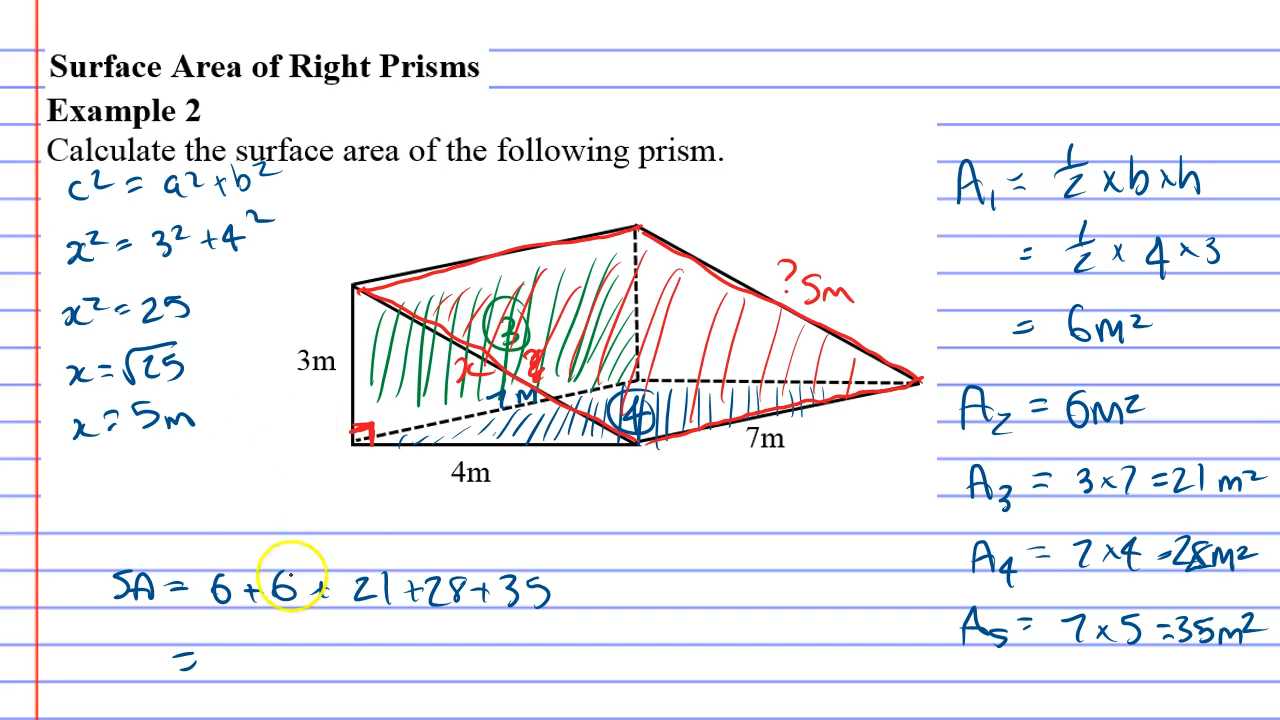 Surface Area of Right Prisms
Example 2
Calculate the surface area of the following prism.
c² = a² + b²
x² = 3² + 4²
x² = 25
x = √25
x = 5m
3m
4m
7m
7m
x
3
4
? 5m
A₁ = 1/2 × b × h
= 1/2 × 4 × 3
= 6m²
A₂ = 6m²
A₃ = 3 × 7 = 21 m²
A₄ = 7 × 4 = 28m²
A₅ = 7 × 5 = 35m²
SA = 6 + 6 + 21 + 28 + 35
=